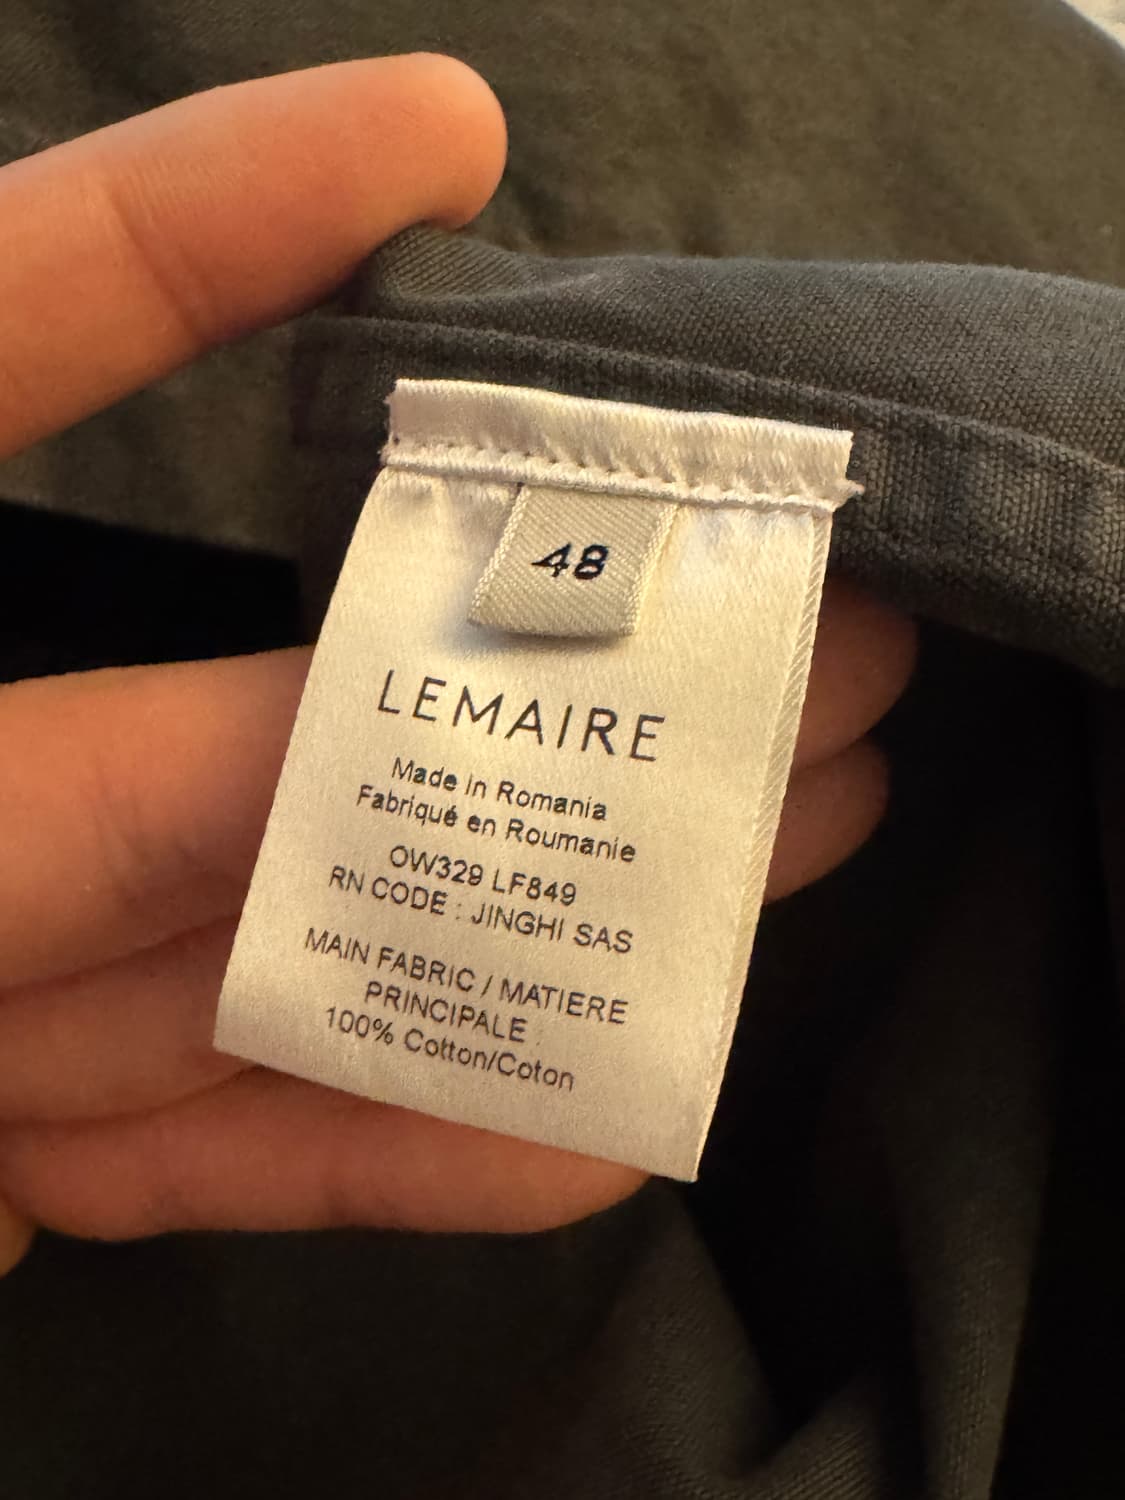 48
LEMAIRE
Made in Romania
Fabriqué en Roumanie
OW329 LF849
RN CODE : JINGHI SAS
MAIN FABRIC / MATIERE
PRINCIPALE :
100% Cotton/Coton